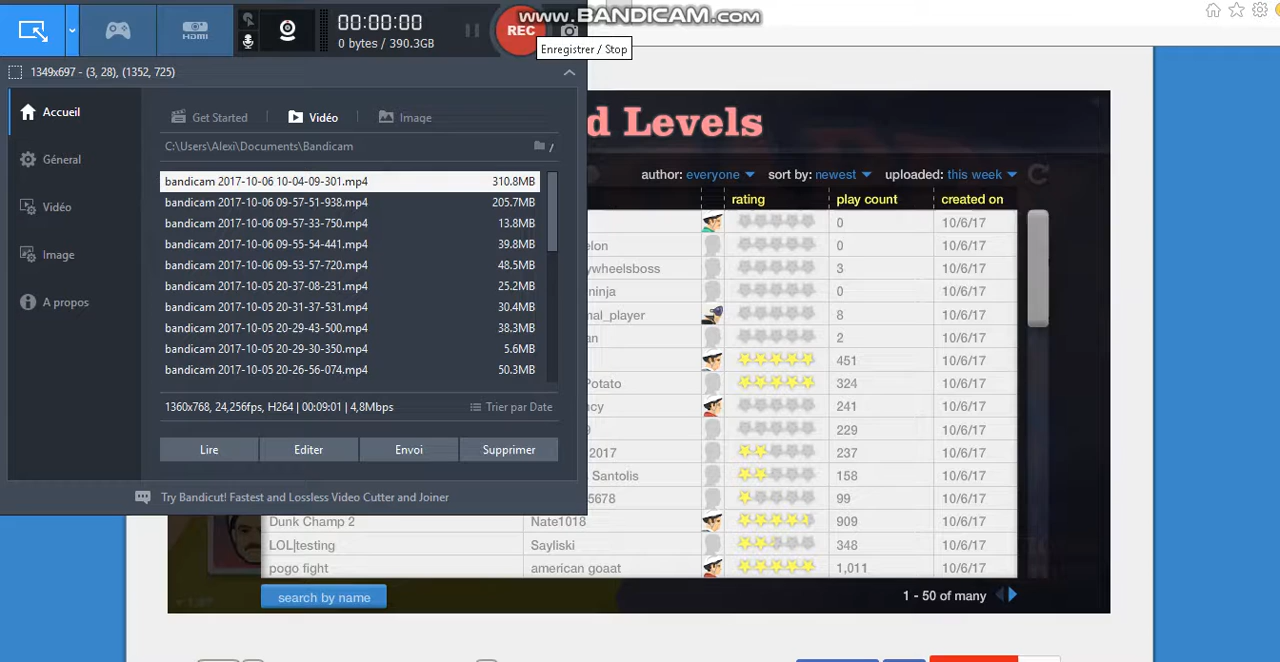 www.BANDICAM.com
HDMI
00:00:00
0 bytes / 390.3GB
REC
Enregistrer / Stop
1349x697 - (3, 28), (1352, 725)
Accueil
Géneral
Vidéo
Image
A propos
Get Started
Vidéo
Image
C:\Users\Alexi\Documents\Bandicam
/
bandicam 2017-10-06 10-04-09-301.mp4 310.8MB
bandicam 2017-10-06 09-57-51-938.mp4 205.7MB
bandicam 2017-10-06 09-57-33-750.mp4 13.8MB
bandicam 2017-10-06 09-55-54-441.mp4 39.8MB
bandicam 2017-10-06 09-53-57-720.mp4 48.5MB
bandicam 2017-10-05 20-37-08-231.mp4 25.2MB
bandicam 2017-10-05 20-31-37-531.mp4 30.4MB
bandicam 2017-10-05 20-29-43-500.mp4 38.3MB
bandicam 2017-10-05 20-29-30-350.mp4 5.6MB
bandicam 2017-10-05 20-26-56-074.mp4 50.3MB
1360x768, 24,256fps, H264 | 00:09:01 | 4,8Mbps
Trier par Date
Lire
Editer
Envoi
Supprimer
Try Bandicut! Fastest and Lossless Video Cutter and Joiner
d Levels
author: everyone sort by: newest uploaded: this week
rating play count created on
0 10/6/17
elon 0 10/6/17
ywheelsboss 3 10/6/17
ninja 0 10/6/17
nal_player 8 10/6/17
an 2 10/6/17
451 10/6/17
Potato 324 10/6/17
ncy 241 10/6/17
9 229 10/6/17
2017 237 10/6/17
Santolis 158 10/6/17
5678 99 10/6/17
Dunk Champ 2 Nate1018 909 10/6/17
LOL|testing Sayliski 348 10/6/17
pogo fight american goaat 1,011 10/6/17
search by name
1 - 50 of many